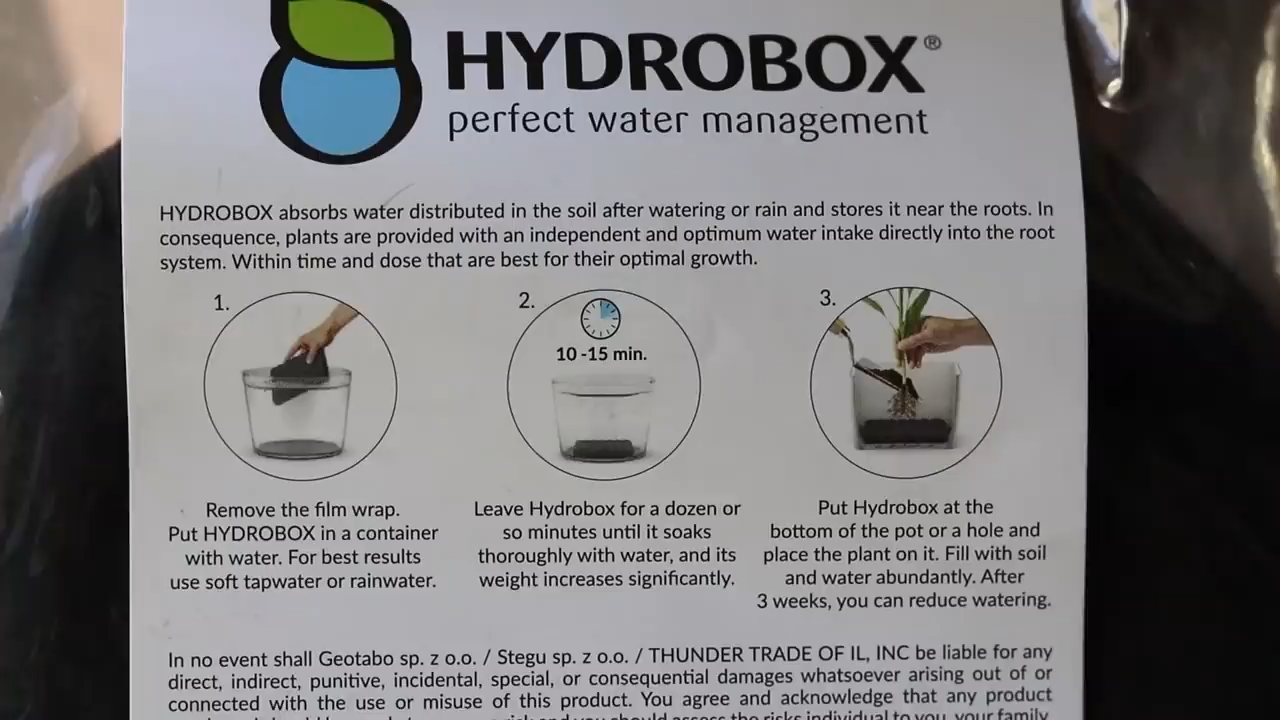 HYDROBOX®
perfect water management
HYDROBOX absorbs water distributed in the soil after watering or rain and stores it near the roots. In
consequence, plants are provided with an independent and optimum water intake directly into the root
system. Within time and dose that are best for their optimal growth.
1.
2.
3.
10 -15 min.
Remove the film wrap.
Put HYDROBOX in a container
with water. For best results
use soft tapwater or rainwater.
Leave Hydrobox for a dozen or
so minutes until it soaks
thoroughly with water, and its
weight increases significantly.
Put Hydrobox at the
bottom of the pot or a hole and
place the plant on it. Fill with soil
and water abundantly. After
3 weeks, you can reduce watering.
In no event shall Geotabo sp. z o.o. / Stegu sp. z o.o. / THUNDER TRADE OF IL, INC be liable for any
direct, indirect, punitive, incidental, special, or consequential damages whatsoever arising out of or
connected with the use or misuse of this product. You agree and acknowledge that any product
the risks individual to you, your family